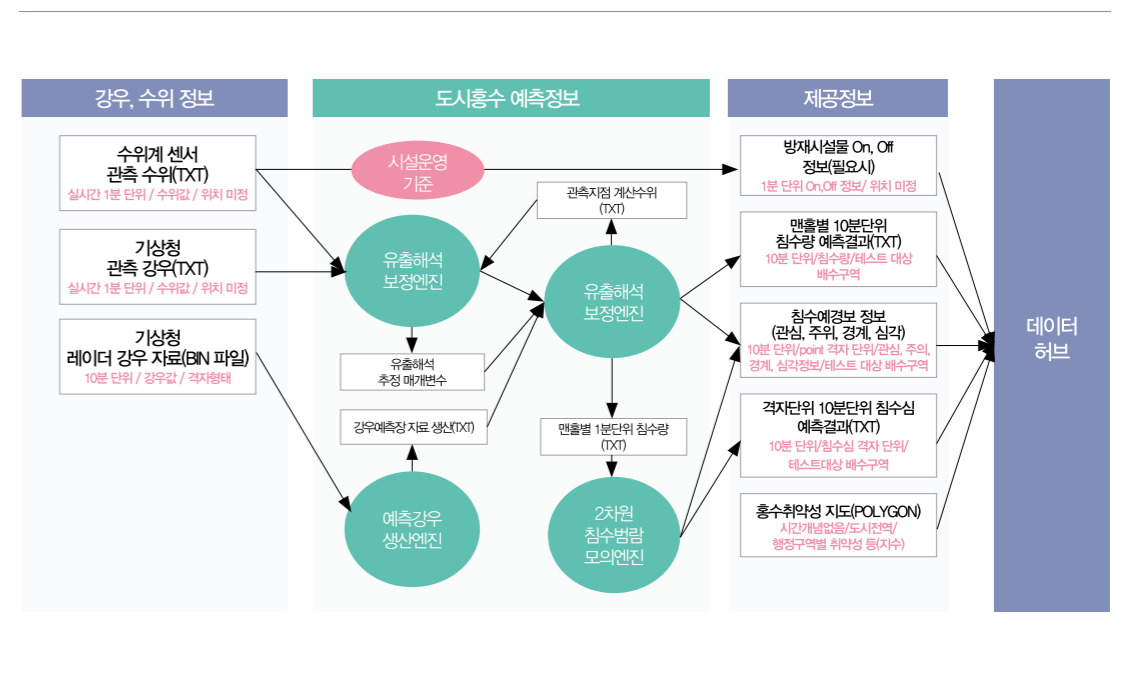 강우, 수위 정보
수위계 센서
관측 수위(TXT)
실시간 1분 단위 / 수위값 / 위치 미정
기상청
관측 강우(TXT)
실시간 1분 단위 / 수위값 / 위치 미정
기상청
레이더 강우 자료(BIN 파일)
10분 단위 / 강우값 / 격자형태
도시홍수 예측정보
시설운영
기준
관측지점 계산수위
(TXT)
유출해석
보정엔진
유출해석
보정엔진
유출해석
추정 매개변수
강우예측장 자료 생산(TXT)
맨홀별 1분단위 침수량
(TXT)
예측강우
생산엔진
2차원
침수범람
모의엔진
제공정보
방재시설물 On, Off
정보(필요시)
1분 단위 On,Off 정보/ 위치 미정
맨홀별 10분단위
침수량 예측결과(TXT)
10분 단위/침수량/테스트 대상
배수구역
침수예경보 정보
(관심, 주위, 경계, 심각)
10분 단위/point 격자 단위/관심, 주의,
경계, 심각정보/테스트 대상 배수구역
격자단위 10분단위 침수심
예측결과(TXT)
10분 단위/침수심 격자 단위/
테스트대상 배수구역
홍수취약성 지도(POLYGON)
시간개념없음/도시전역/
행정구역별 취약성 등(지수)
데이터
허브